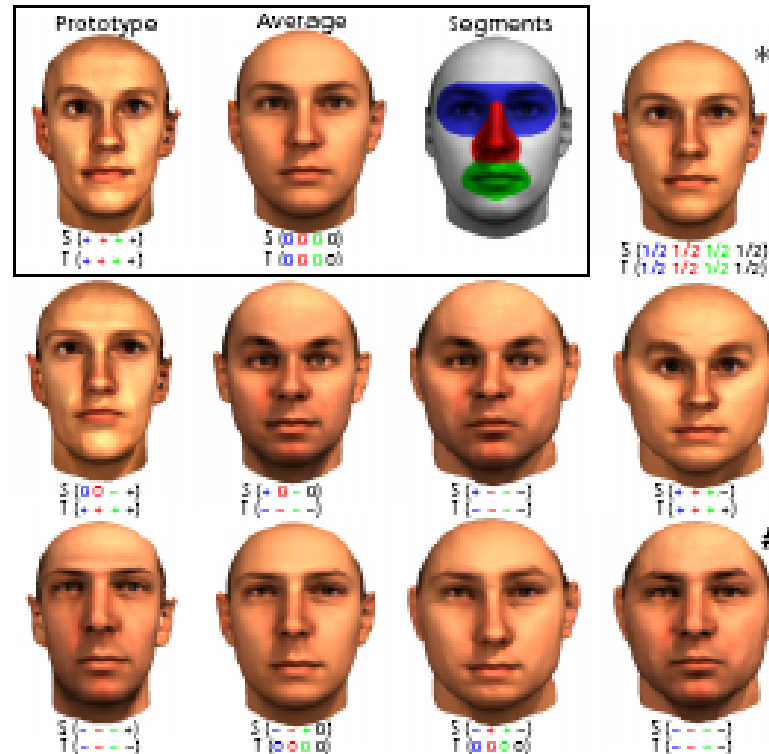 Prototype Average Segments
*
S (+ + + +) S (0 0 0 0) S (1/2 1/2 1/2 1/2)
T (+ + + +) T (0 0 0 0) T (1/2 1/2 1/2 1/2)
S (0 0 - +) S (+ 0 - 0) S (+ - - -) S (+ + + -)
T (+ + + +) T (- - - -) T (- - - -) T (+ + + +)
#
S (- - - +) S (- - + 0) S (- + + -) S (- - - -)
T (- - - -) T (0 0 0 0) T (0 0 0 0) T (- - - -)